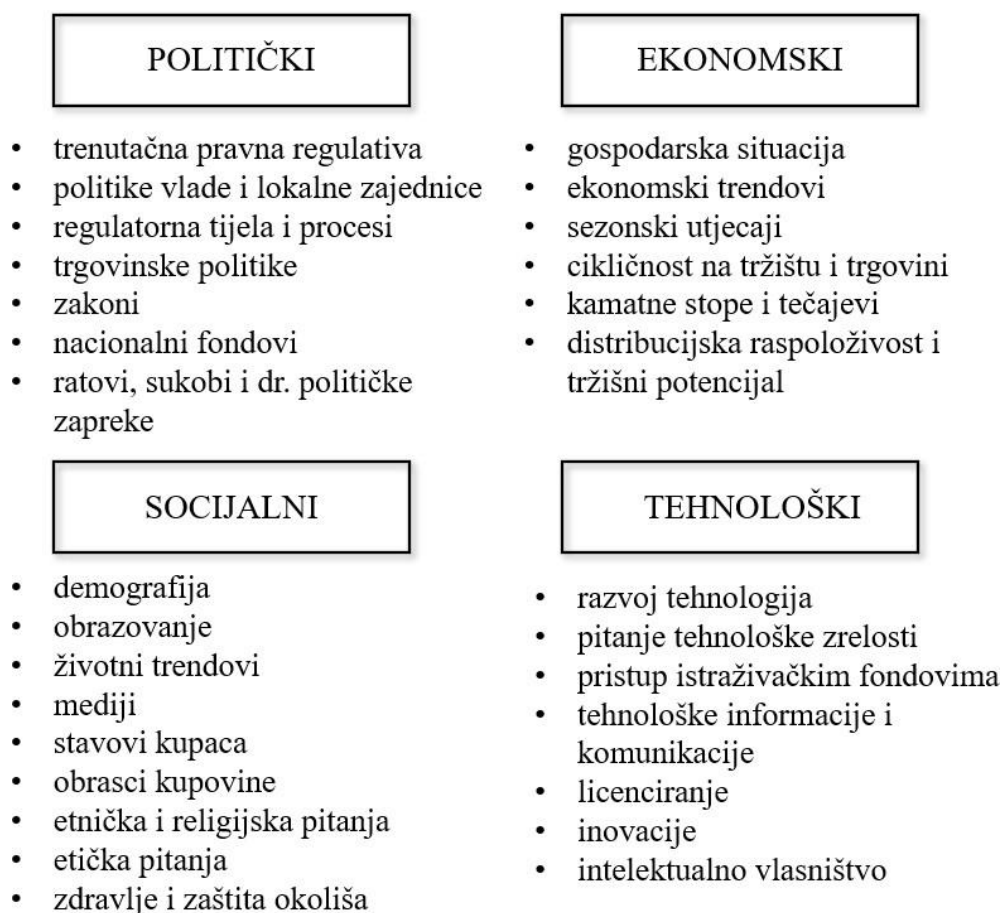 POLITIČKI
• trenutačna pravna regulativa
• politike vlade i lokalne zajednice
• regulatorna tijela i procesi
• trgovinske politike
• zakoni
• nacionalni fondovi
• ratovi, sukobi i dr. političke
zapreke
EKONOMSKI
• gospodarska situacija
• ekonomski trendovi
• sezonski utjecaji
• cikličnost na tržištu i trgovini
• kamatne stope i tečajevi
• distribucijska raspoloživost i
tržišni potencijal
SOCIJALNI
• demografija
• obrazovanje
• životni trendovi
• mediji
• stavovi kupaca
• obrasci kupovine
• etnička i religijska pitanja
• etička pitanja
• zdravlje i zaštita okoliša
TEHNOLOŠKI
• razvoj tehnologija
• pitanje tehnološke zrelosti
• pristup istraživačkim fondovima
• tehnološke informacije i
komunikacije
• licenciranje
• inovacije
• intelektualno vlasništvo